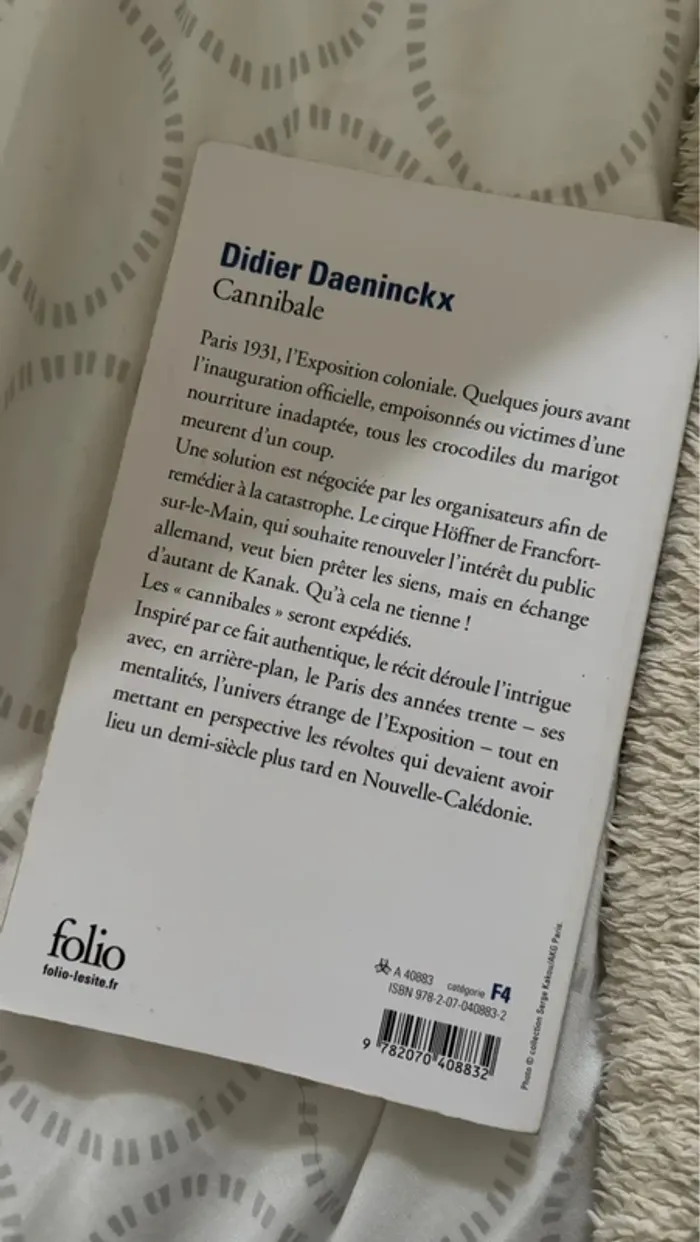 Didier Daeninckx
Cannibale
Paris 1931, l'Exposition coloniale. Quelques jours avant
l'inauguration officielle, empoisonnés ou victimes d'une
nourriture inadaptée, tous les crocodiles du marigot
meurent d'un coup.
Une solution est négociée par les organisateurs afin de
remédier à la catastrophe. Le cirque Höffner de Francfort-
sur-le-Main, qui souhaite renouveler l'intérêt du public
allemand, veut bien prêter les siens, mais en échange
d'autant de Kanak. Qu'à cela ne tienne !
Les « cannibales » seront expédiés.
Inspiré par ce fait authentique, le récit déroule l'intrigue
avec, en arrière-plan, le Paris des années trente – ses
mentalités, l'univers étrange de l'Exposition – tout en
mettant en perspective les révoltes qui devaient avoir
lieu un demi-siècle plus tard en Nouvelle-Calédonie.
folio
folio-lesite.fr
A 40883 catégorie F4
ISBN 978-2-07-040883-2
9 782070 408832
Photo © collection Serge Kakou/AKG Paris.